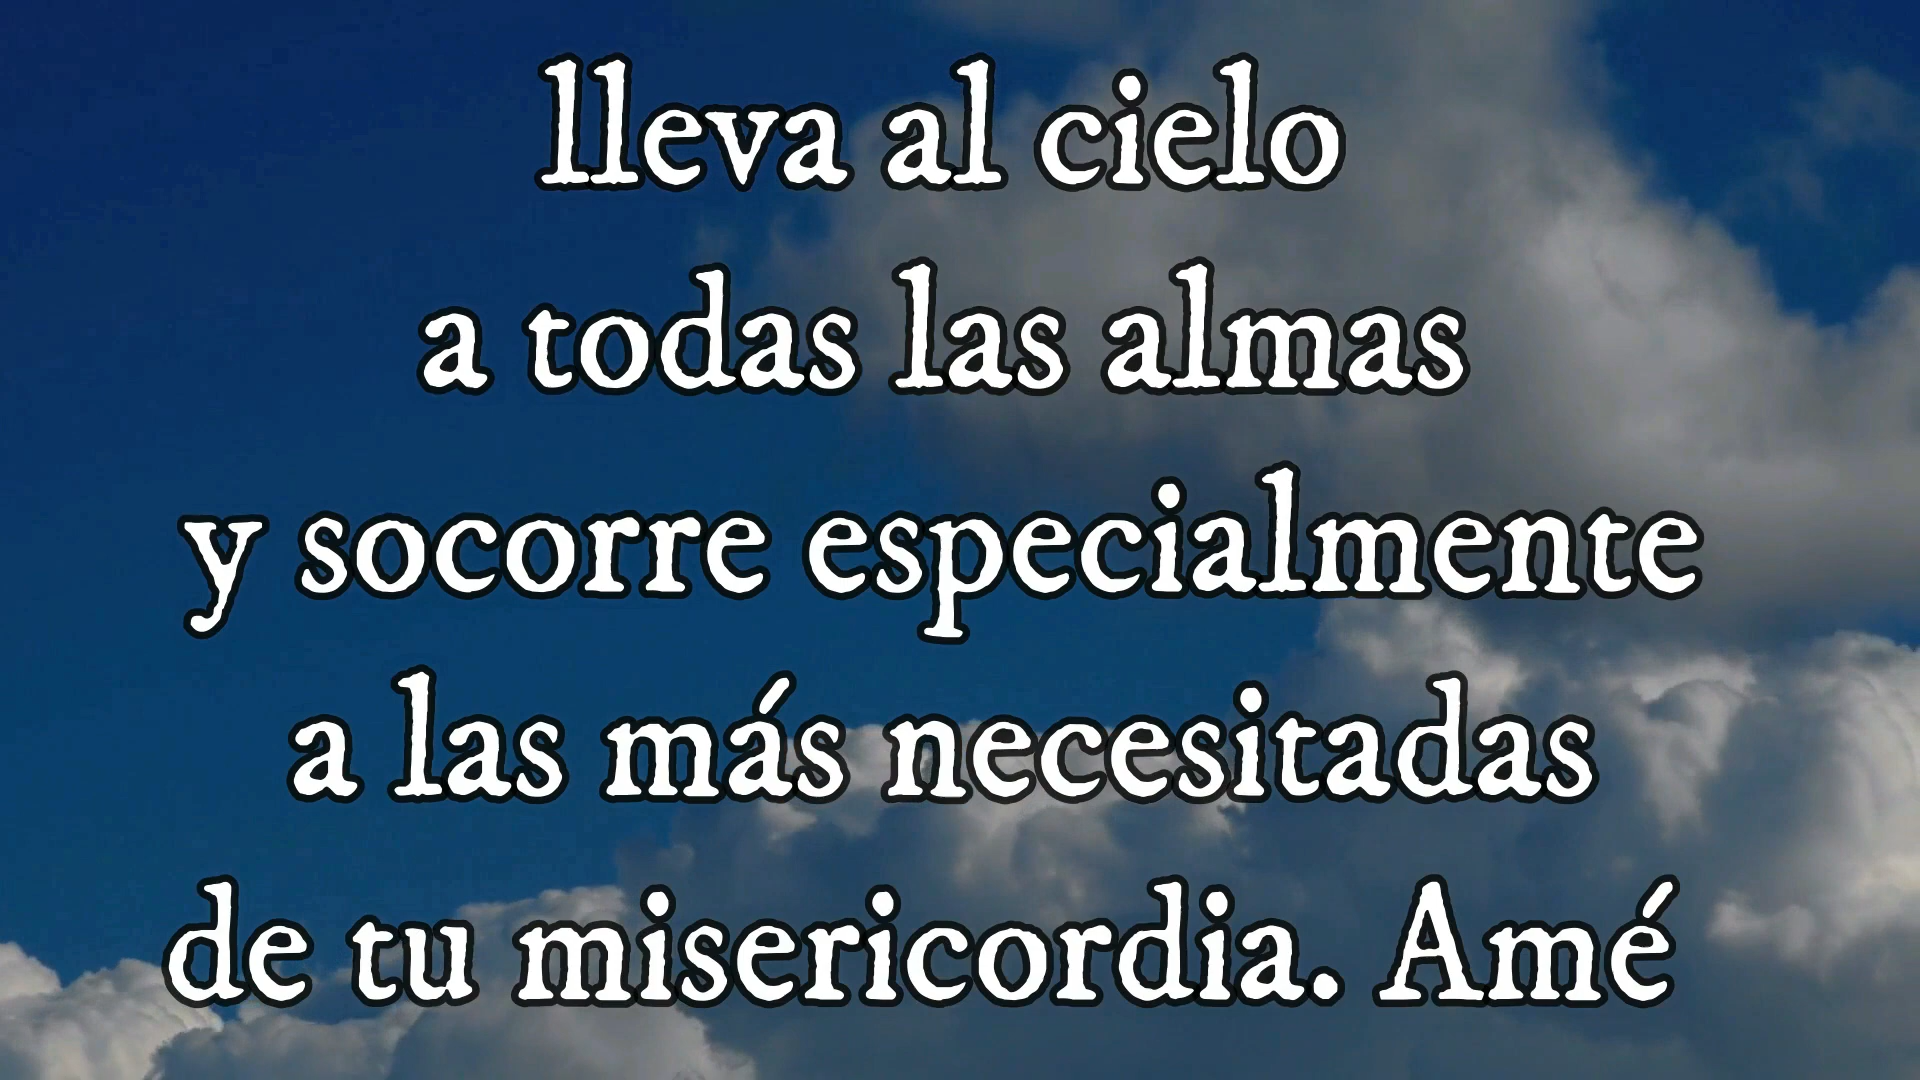 lleva al cielo
a todas las almas
y socorre especialmente
a las más necesitadas
de tu misericordia. Amé